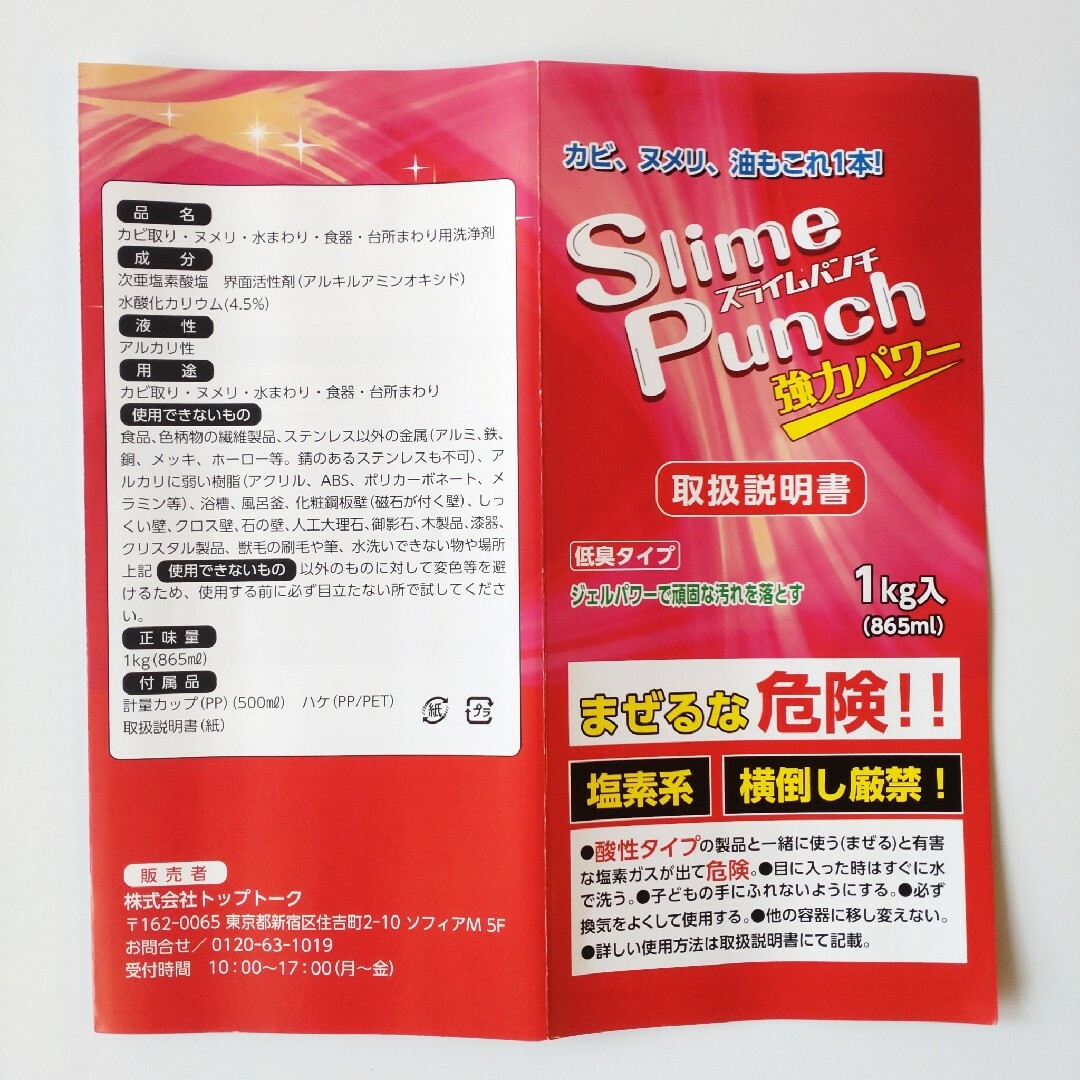 品名
カビ取り・ヌメリ・水まわり・食器・台所まわり用洗浄剤
成分
次亜塩素酸塩　界面活性剤(アルキルアミンオキシド)
水酸化カリウム(4.5%)
液性
アルカリ性
用途
カビ取り・ヌメリ・水まわり・食器・台所まわり
使用できないもの
食品、色柄物の繊維製品、ステンレス以外の金属(アルミ、鉄、
銅、メッキ、ホーロー等。錆のあるステンレスも不可)、ア
ルカリに弱い樹脂(アクリル、ABS、ポリカーボネート、メ
ラミン等)、浴槽、風呂釜、化粧鋼板壁(磁石が付く壁)、しっ
くい壁、クロス壁、石の壁、人工大理石、御影石、木製品、漆器、
クリスタル製品、獣毛の刷毛や筆、水洗いできない物や場所
上記 使用できないもの 以外のものに対して変色等を避
けるため、使用する前に必ず目立たない所で試してくださ
い。
正味量
1kg(865㎖)
付属品
計量カップ(PP)(500㎖)　ハケ(PP/PET)
取扱説明書(紙)
紙 プラ
販売者
株式会社トップトーク
〒162-0065 東京都新宿区住吉町2-10 ソフィアM 5F
お問合せ／0120-63-1019
受付時間　10:00〜17:00(月〜金)
カビ、ヌメリ、油もこれ1本!
Slime
スライムパンチ
Punch
強力パワー
取扱説明書
低臭タイプ
ジェルパワーで頑固な汚れを落とす
1kg入
(865ml)
まぜるな危険!!
塩素系 横倒し厳禁！
●酸性タイプの製品と一緒に使う(まぜる)と有害
な塩素ガスが出て危険。●目に入った時はすぐに水
で洗う。●子どもの手にふれないようにする。●必ず
換気をよくして使用する。●他の容器に移し変えない。
●詳しい使用方法は取扱説明書にて記載。